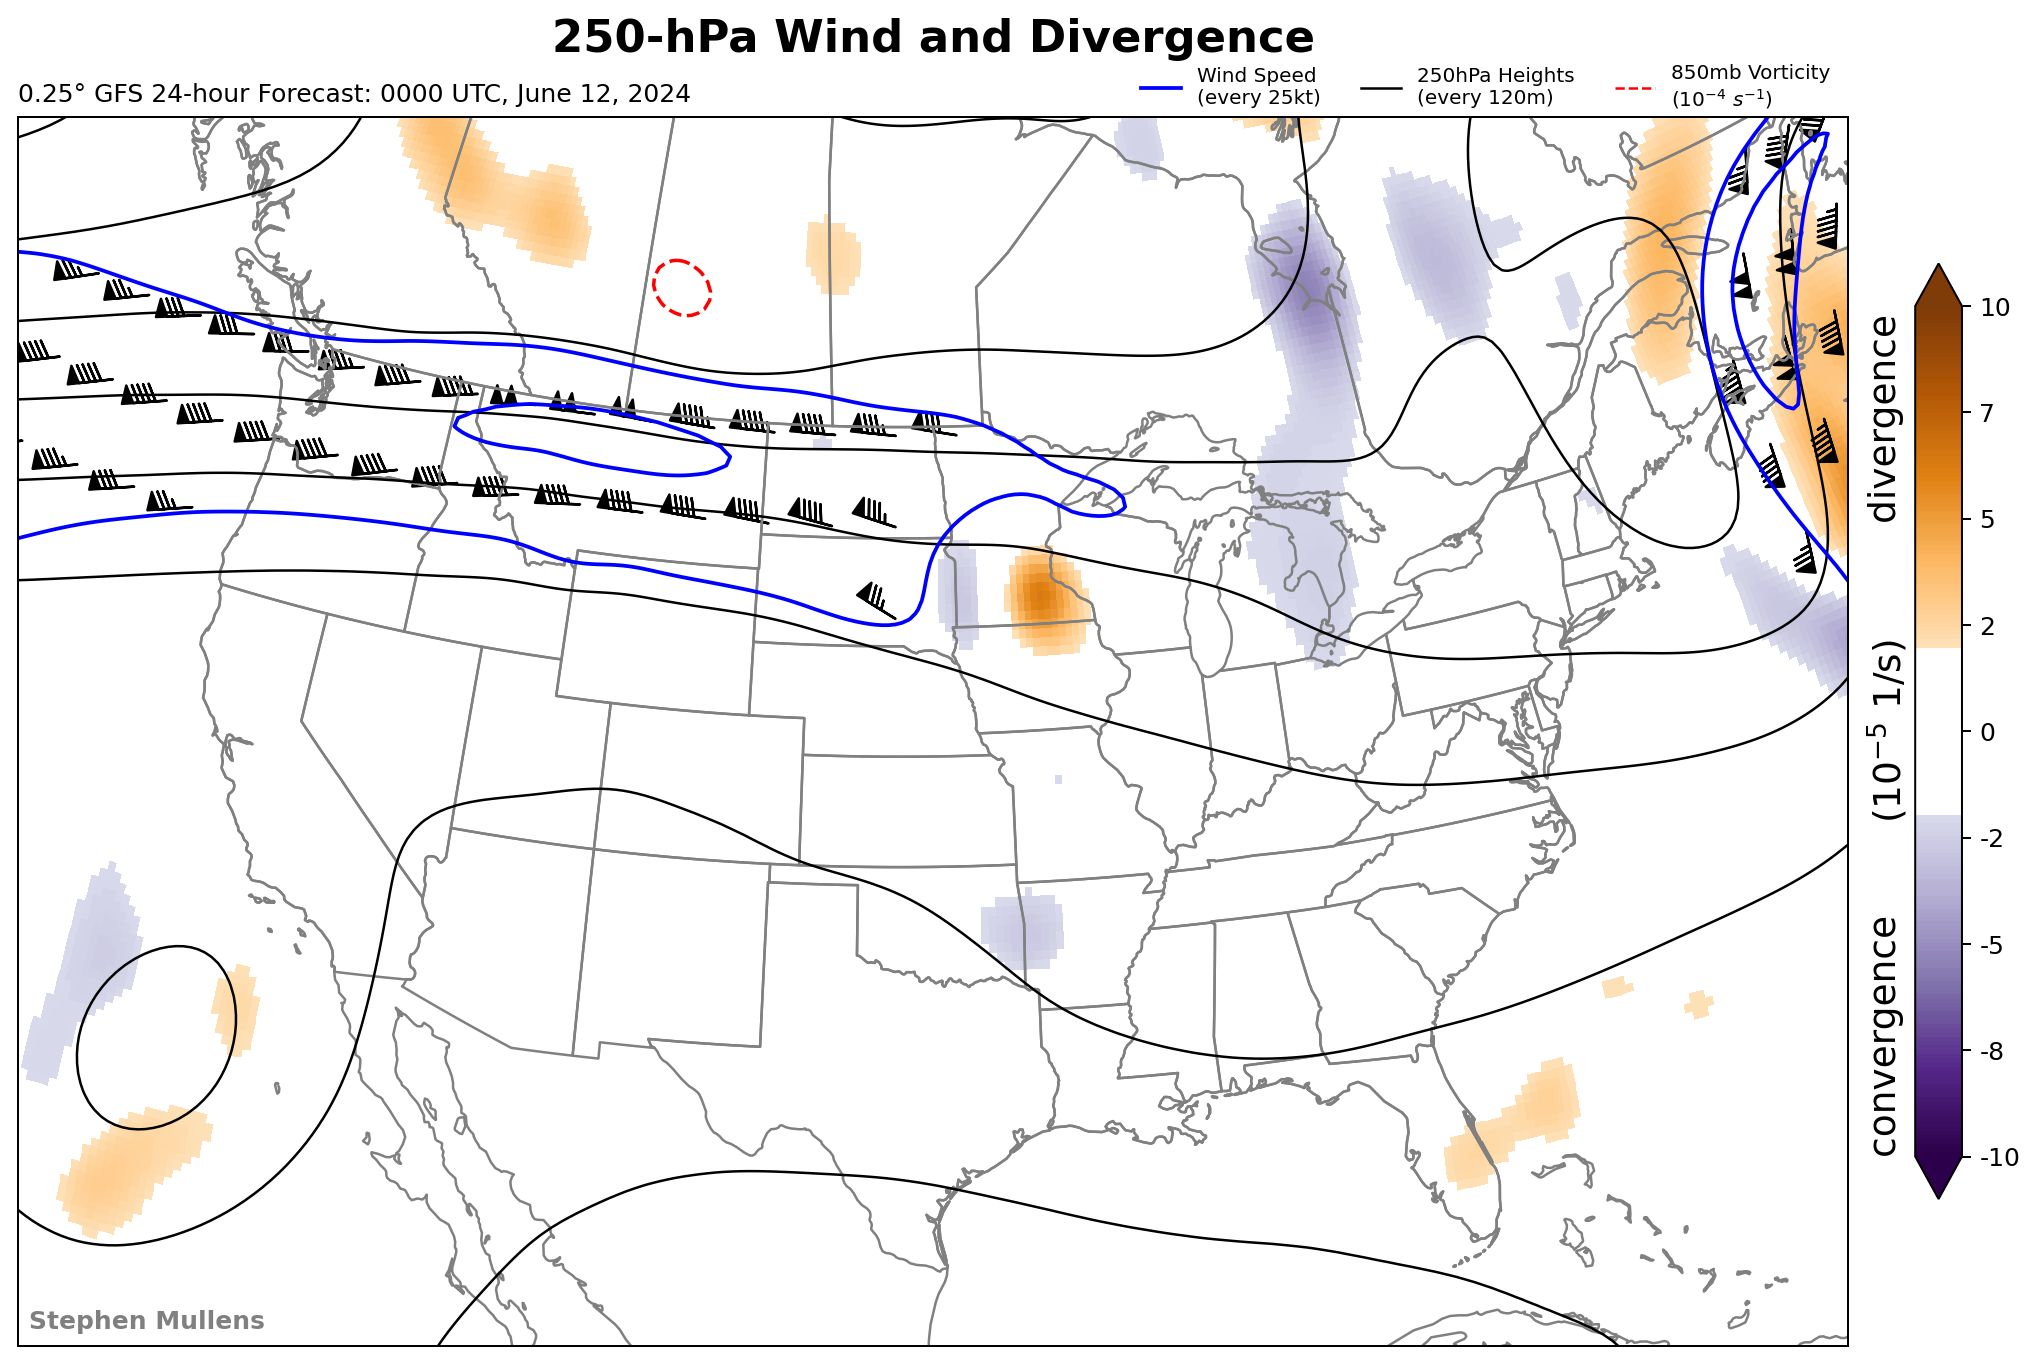 250-hPa Wind and Divergence
0.25° GFS 24-hour Forecast: 0000 UTC, June 12, 2024
Wind Speed
(every 25kt)
250hPa Heights
(every 120m)
850mb Vorticity
(10⁻⁴ s⁻¹)
10
7
5
2
0
-2
-5
-8
-10
convergence (10⁻⁵ 1/s) divergence
Stephen Mullens